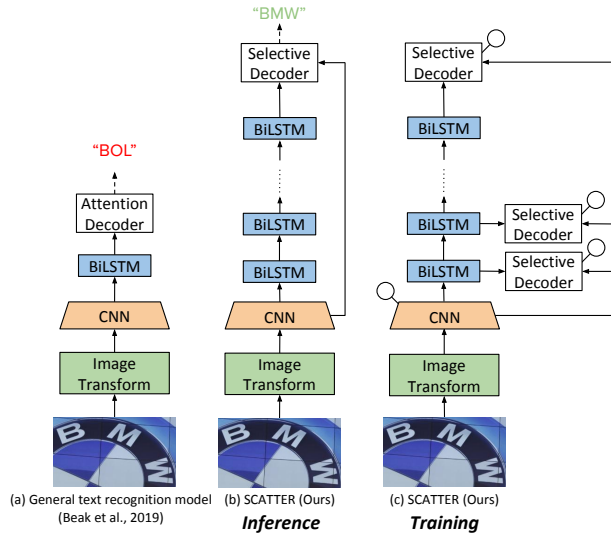 "BMW"
Selective
Decoder
BiLSTM
BiLSTM
BiLSTM
CNN
Image
Transform
B M W
(b) SCATTER (Ours)
Inference
"BOL"
Attention
Decoder
BiLSTM
CNN
Image
Transform
B M W
(a) General text recognition model
(Beak et al., 2019)
Selective
Decoder
BiLSTM
BiLSTM
Selective
Decoder
BiLSTM
Selective
Decoder
CNN
Image
Transform
B M W
(c) SCATTER (Ours)
Training